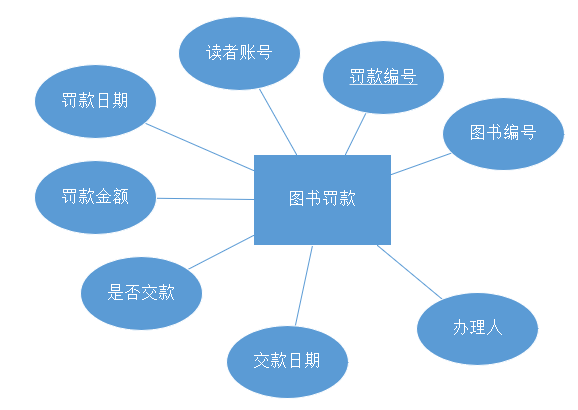 读者账号
罚款编号
罚款日期
图书编号
罚款金额
图书罚款
是否交款
办理人
交款日期